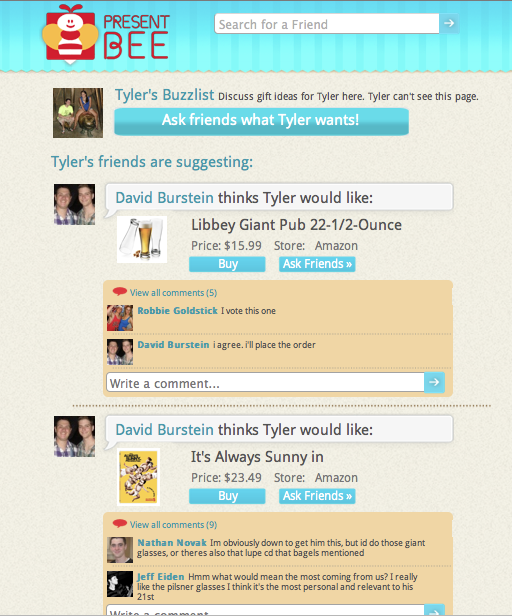 PRESENT
BEE
Search for a Friend
Tyler's Buzzlist Discuss gift ideas for Tyler here. Tyler can't see this page.
Ask friends what Tyler wants!
Tyler's friends are suggesting:
David Burstein thinks Tyler would like:
Libbey Giant Pub 22-1/2-Ounce
Price: $15.99 Store: Amazon
Buy Ask Friends »
View all comments (5)
Robbie Goldstick I vote this one
David Burstein i agree. i'll place the order
Write a comment...
David Burstein thinks Tyler would like:
It's Always Sunny in
Price: $23.49 Store: Amazon
Buy Ask Friends »
View all comments (9)
Nathan Novak Im obviously down to get him this, but id do those giant
glasses, or theres also that lupe cd that bagels mentioned
Jeff Eiden Hmm what would mean the most coming from us? I really
like the pilsner glasses I think it's the most personal and relevant to his
21st
Write a comment...